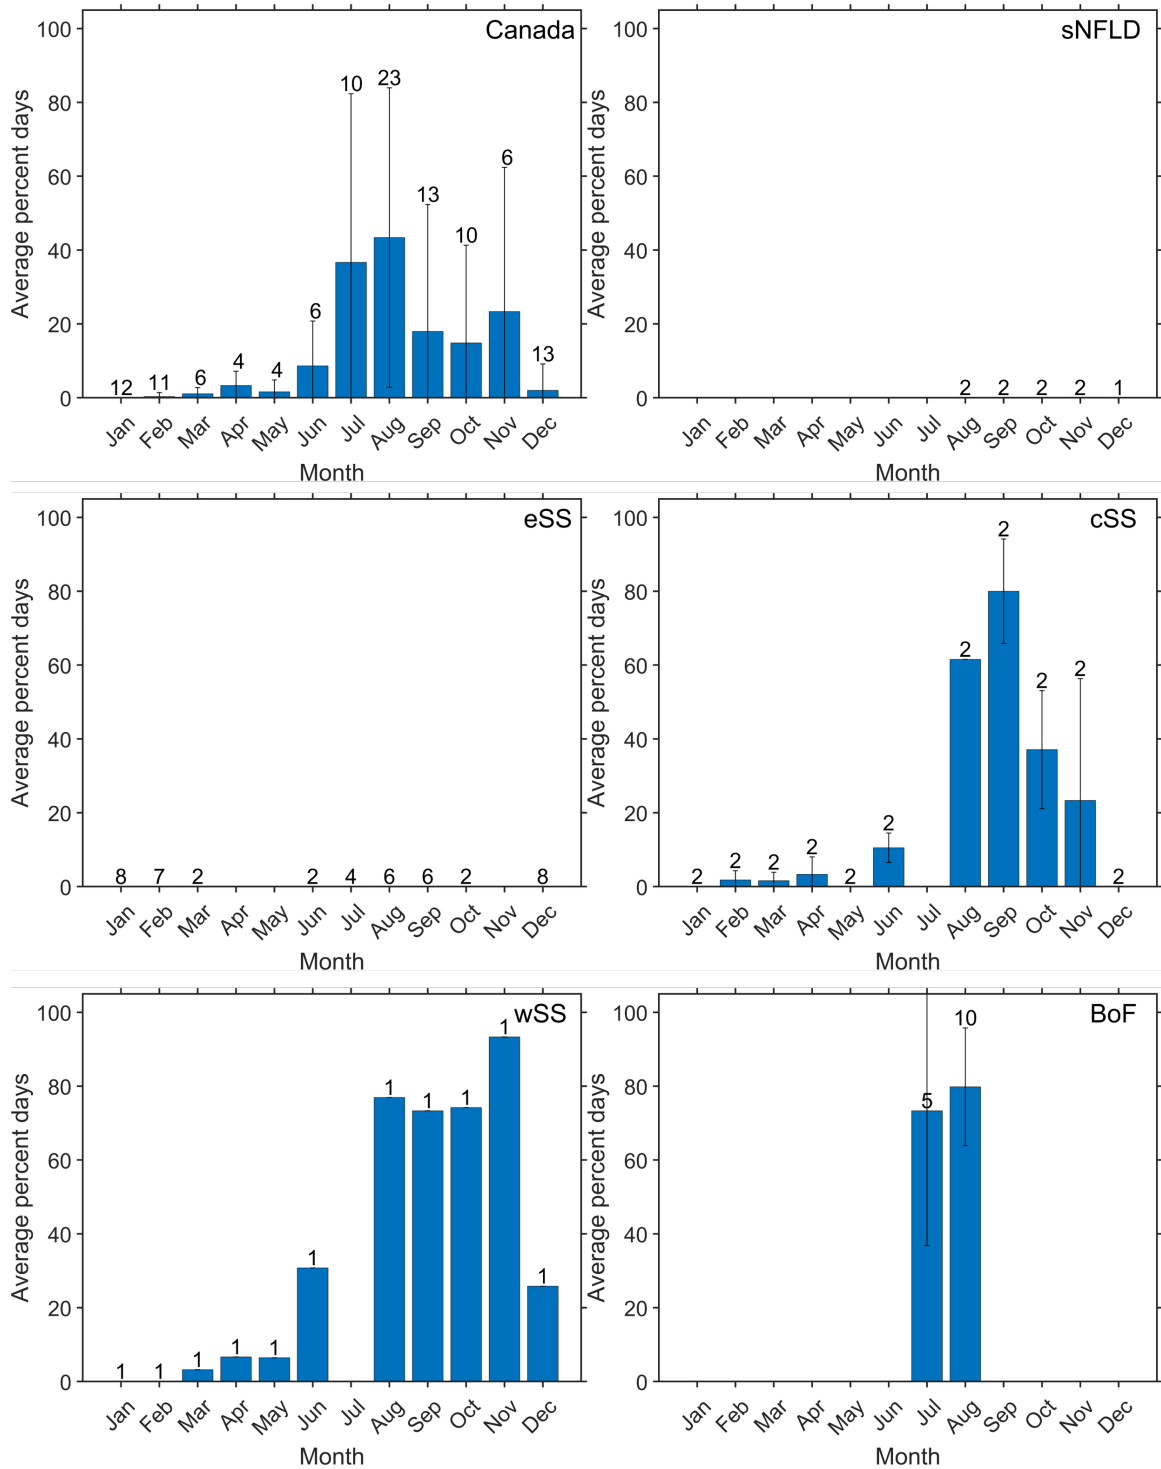 Canada
Average percent days
100
80
60
40
20
0
12 11 6 4 4 6 10 23 13 10 6 13
Jan Feb Mar Apr May Jun Jul Aug Sep Oct Nov Dec
Month
sNFLD
Average percent days
100
80
60
40
20
0
2 2 2 2 1
Jan Feb Mar Apr May Jun Jul Aug Sep Oct Nov Dec
Month
eSS
Average percent days
100
80
60
40
20
0
8 7 2 2 4 6 6 2 8
Jan Feb Mar Apr May Jun Jul Aug Sep Oct Nov Dec
Month
cSS
Average percent days
100
80
60
40
20
0
2 2 2 2 2 2 2 2 2 2 2
Jan Feb Mar Apr May Jun Jul Aug Sep Oct Nov Dec
Month
wSS
Average percent days
100
80
60
40
20
0
1 1 1 1 1 1 1 1 1 1 1
Jan Feb Mar Apr May Jun Jul Aug Sep Oct Nov Dec
Month
BoF
Average percent days
100
80
60
40
20
0
5 10
Jan Feb Mar Apr May Jun Jul Aug Sep Oct Nov Dec
Month